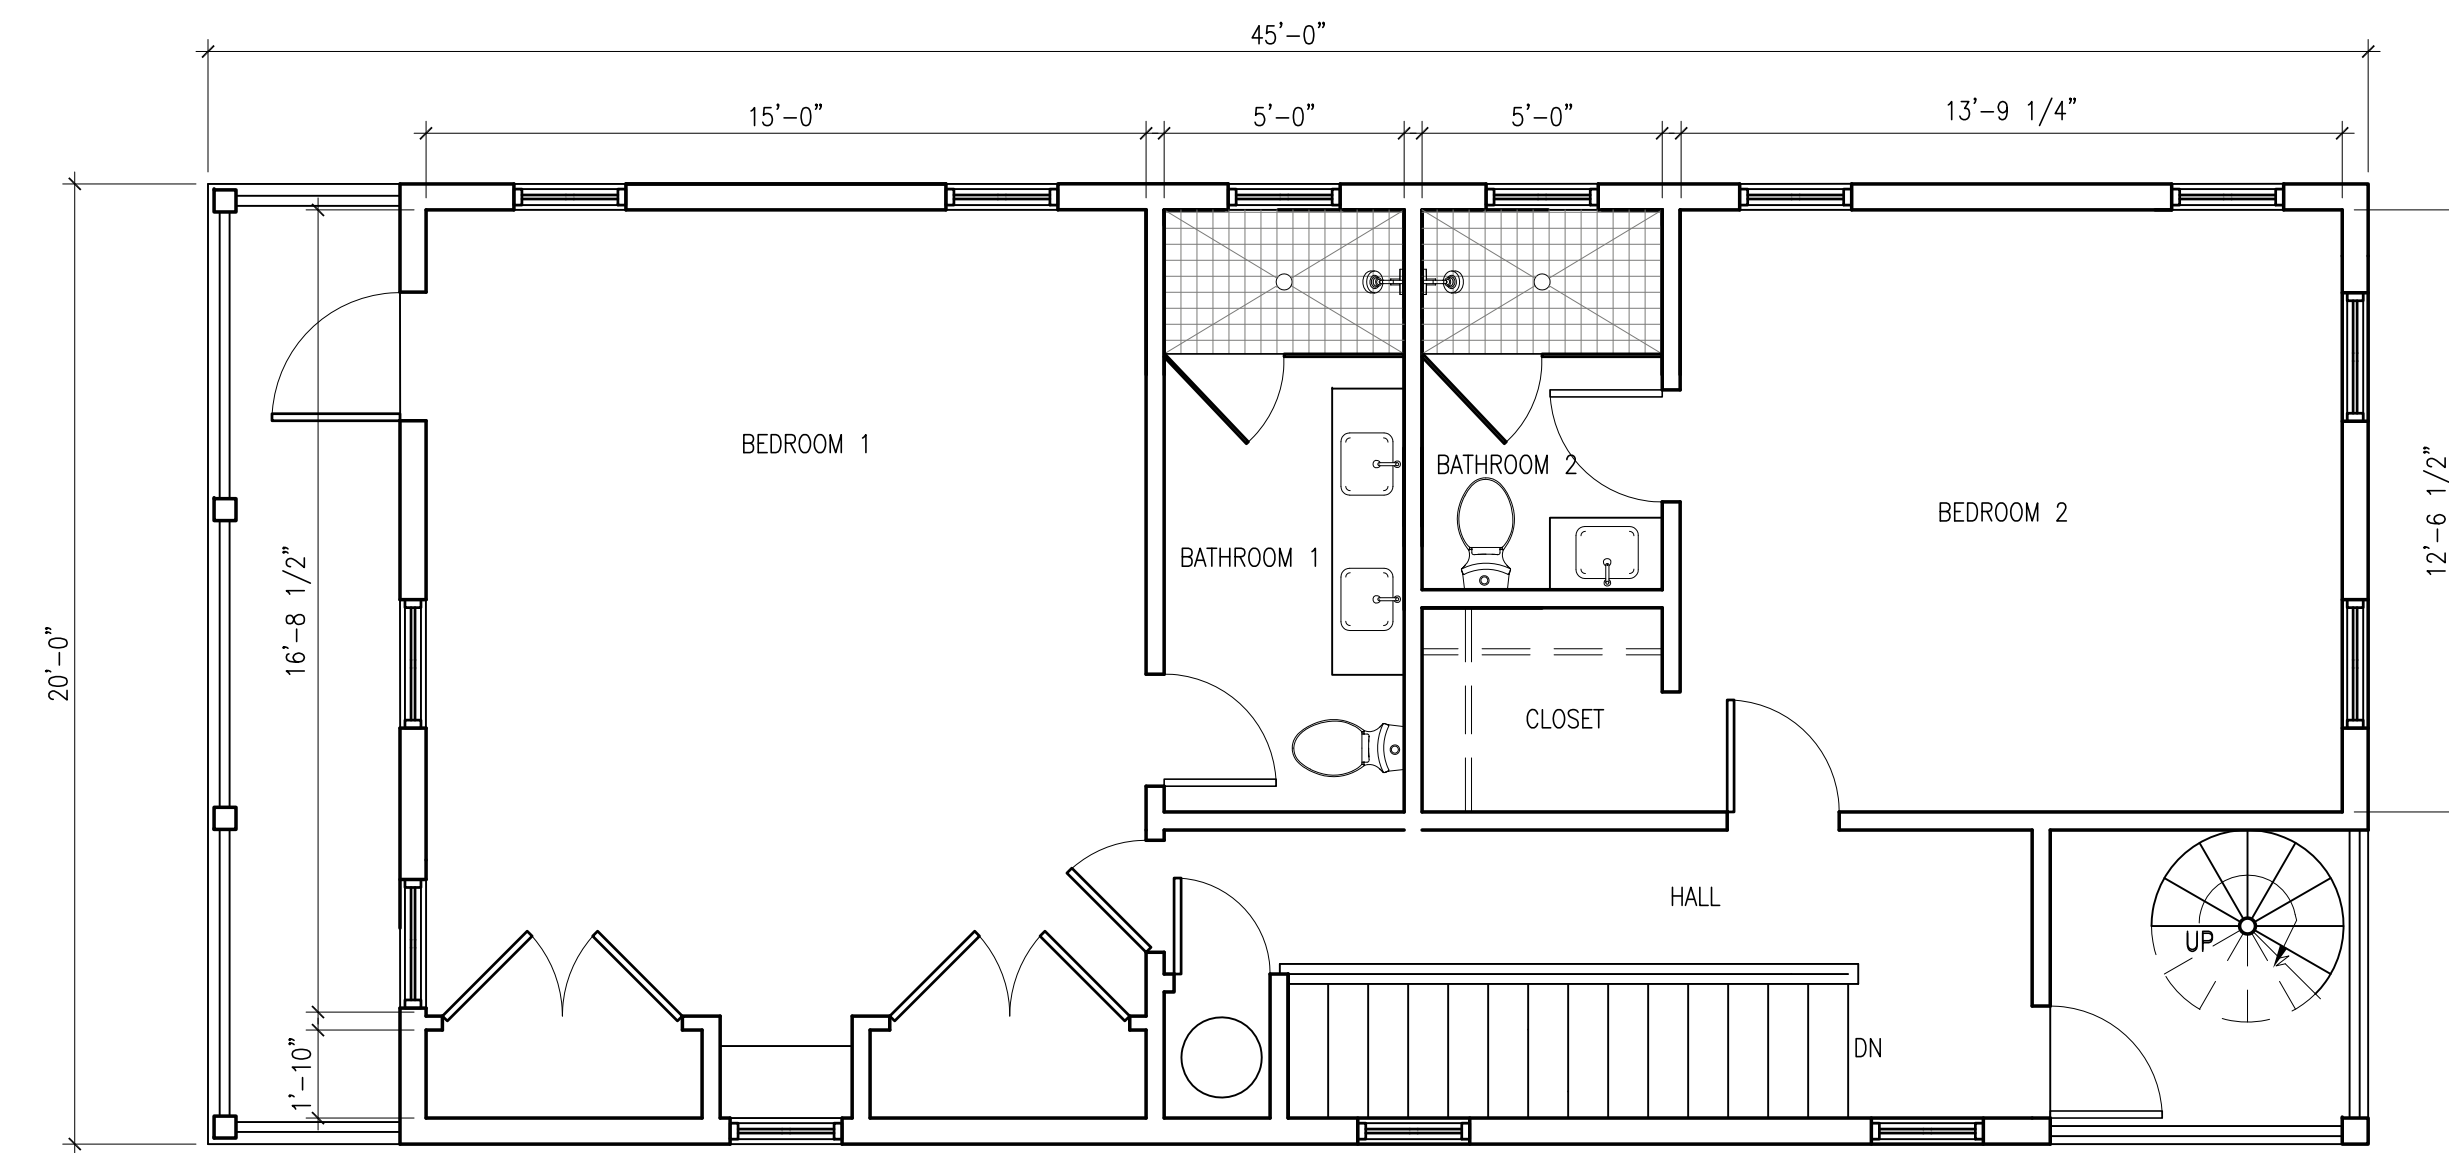 45'-0"
15'-0"
5'-0"
5'-0"
13'-9 1/4"
BEDROOM 1
BATHROOM 2
12'-6 1/2"
BEDROOM 2
BATHROOM 1
16'-8 1/2"
20'-0"
CLOSET
HALL
UP
DN
1'-10"